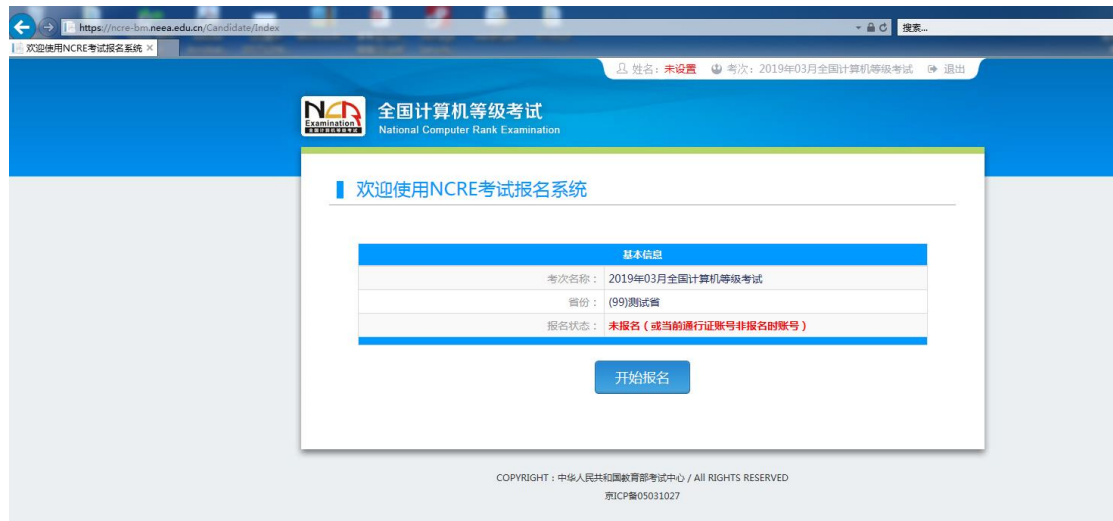 https://ncre-bm.neea.edu.cn/Candidate/Index
搜索...
欢迎使用NCRE考试报名系统 ×
姓名：未设置 考次：2019年03月全国计算机等级考试 退出
NCR
Examination
全国计算机等级考试
National Computer Rank Examination
欢迎使用NCRE考试报名系统
基本信息
考次名称： 2019年03月全国计算机等级考试
省份： (99)测试省
报名状态： 未报名（或当前通行证账号非报名时账号）
开始报名
COPYRIGHT：中华人民共和国教育部考试中心 / All RIGHTS RESERVED
京ICP备05031027